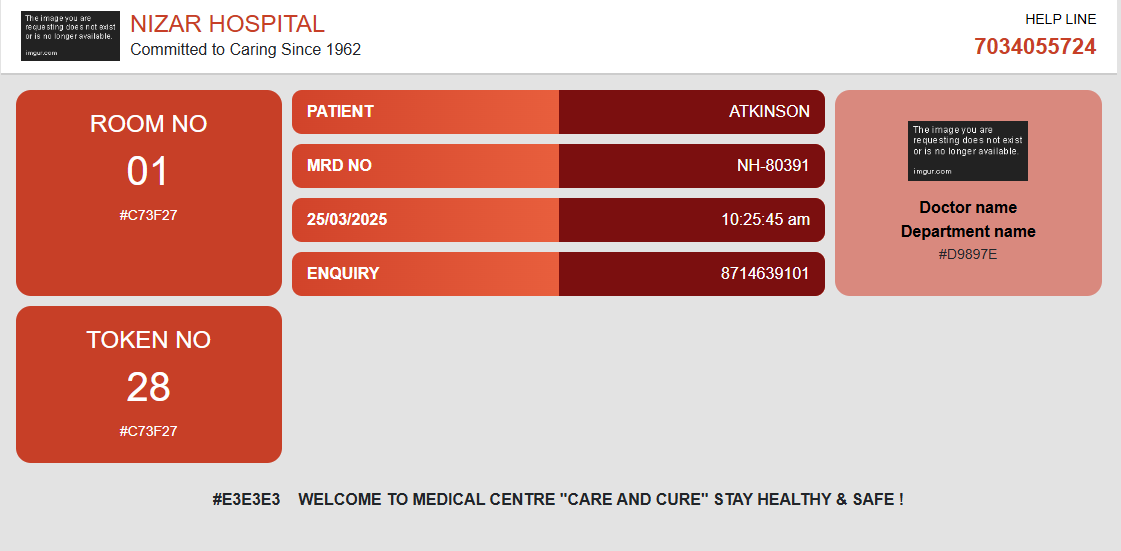 The image you are
requesting does not exist
or is no longer available.
imgur.com
NIZAR HOSPITAL
Committed to Caring Since 1962
HELP LINE
7034055724
ROOM NO
01
#C73F27
PATIENT ATKINSON
MRD NO NH-80391
25/03/2025 10:25:45 am
ENQUIRY 8714639101
The image you are
requesting does not exist
or is no longer available.
imgur.com
Doctor name
Department name
#D9897E
TOKEN NO
28
#C73F27
#E3E3E3 WELCOME TO MEDICAL CENTRE "CARE AND CURE" STAY HEALTHY & SAFE !